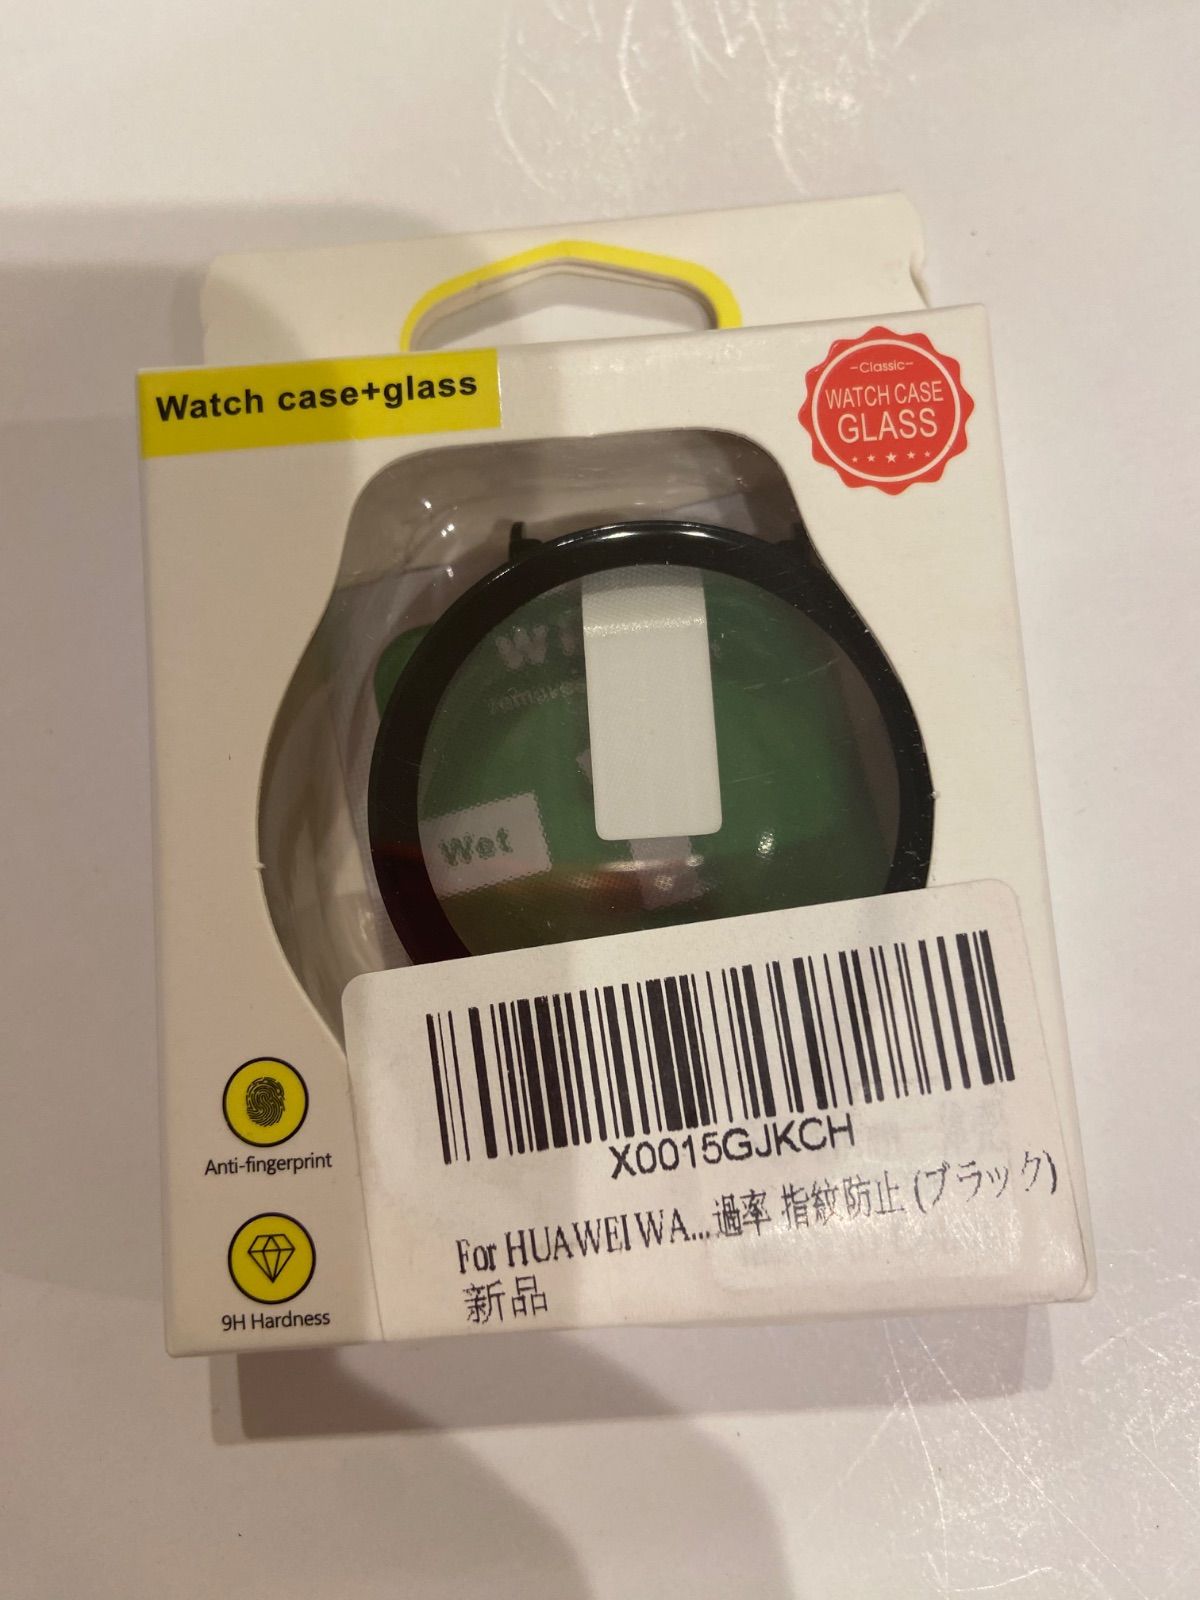 Watch case+glass
Classic
WATCH CASE
GLASS
Wet
Anti-fingerprint
9H Hardness
X0015GJKCH
For HUAWEI WA...過率 指紋防止 (ブラック)
新品